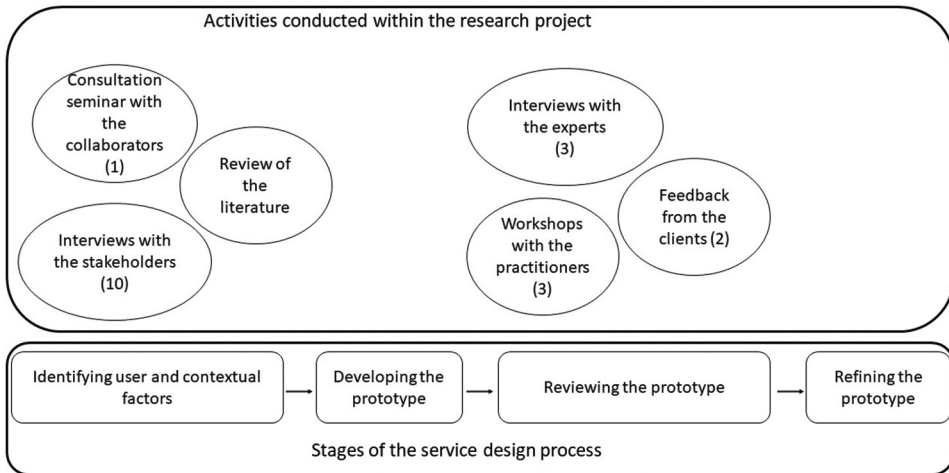 Activities conducted within the research project
Consultation
seminar with
the
collaborators
(1)
Review of
the
literature
Interviews with
the stakeholders
(10)
Interviews with
the experts
(3)
Feedback
from the
clients (2)
Workshops
with the
practitioners
(3)
Identifying user and contextual
factors
Developing the
prototype
Reviewing the prototype
Refining the
prototype
Stages of the service design process